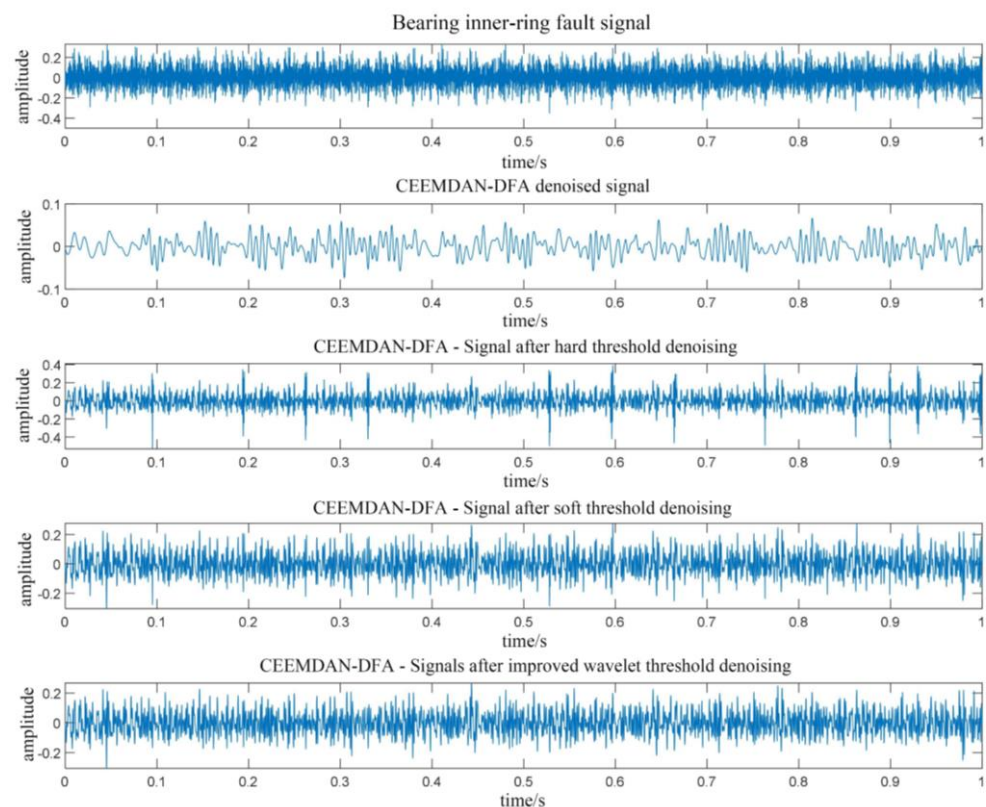 Bearing inner-ring fault signal
amplitude
0.2
0
-0.2
-0.4
0 0.1 0.2 0.3 0.4 0.5 0.6 0.7 0.8 0.9 1
time/s
CEEMDAN-DFA denoised signal
amplitude
0.1
0
-0.1
0 0.1 0.2 0.3 0.4 0.5 0.6 0.7 0.8 0.9 1
time/s
CEEMDAN-DFA - Signal after hard threshold denoising
amplitude
0.4
0.2
0
-0.2
-0.4
0 0.1 0.2 0.3 0.4 0.5 0.6 0.7 0.8 0.9 1
time/s
CEEMDAN-DFA - Signal after soft threshold denoising
amplitude
0.2
0
-0.2
0 0.1 0.2 0.3 0.4 0.5 0.6 0.7 0.8 0.9 1
time/s
CEEMDAN-DFA - Signals after improved wavelet threshold denoising
amplitude
0.2
0
-0.2
0 0.1 0.2 0.3 0.4 0.5 0.6 0.7 0.8 0.9 1
time/s